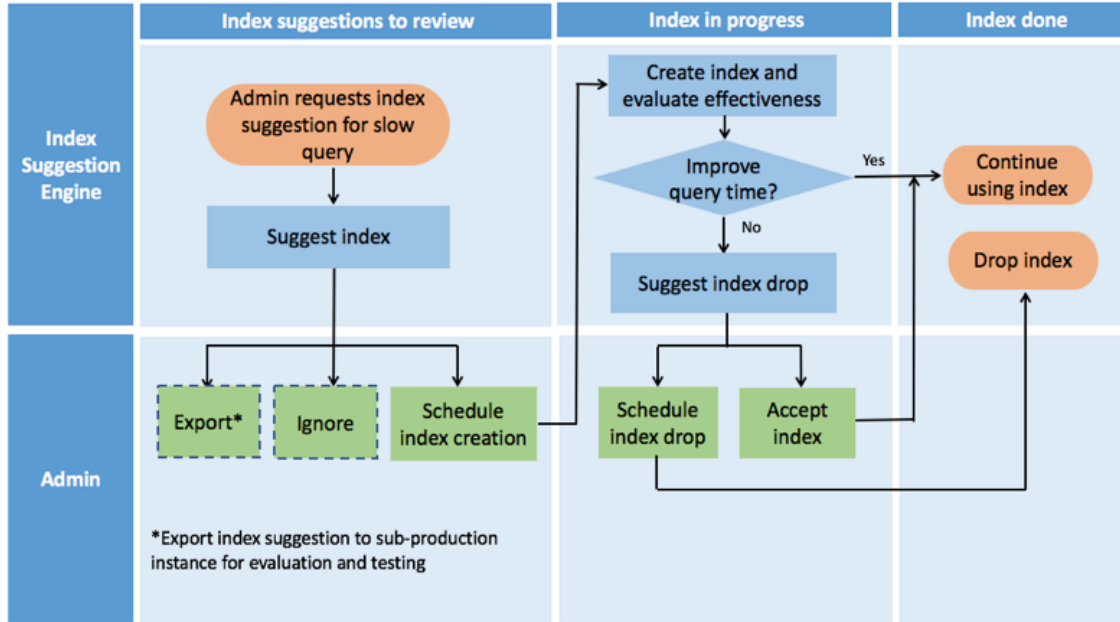 Index suggestions to review
Index in progress
Index done
Index
Suggestion
Engine
Admin requests index
suggestion for slow
query
Suggest index
Create index and
evaluate effectiveness
Improve
query time?
Yes
No
Suggest index drop
Continue
using index
Drop index
Admin
Export*
Ignore
Schedule
index creation
Schedule
index drop
Accept
index
*Export index suggestion to sub-production
instance for evaluation and testing